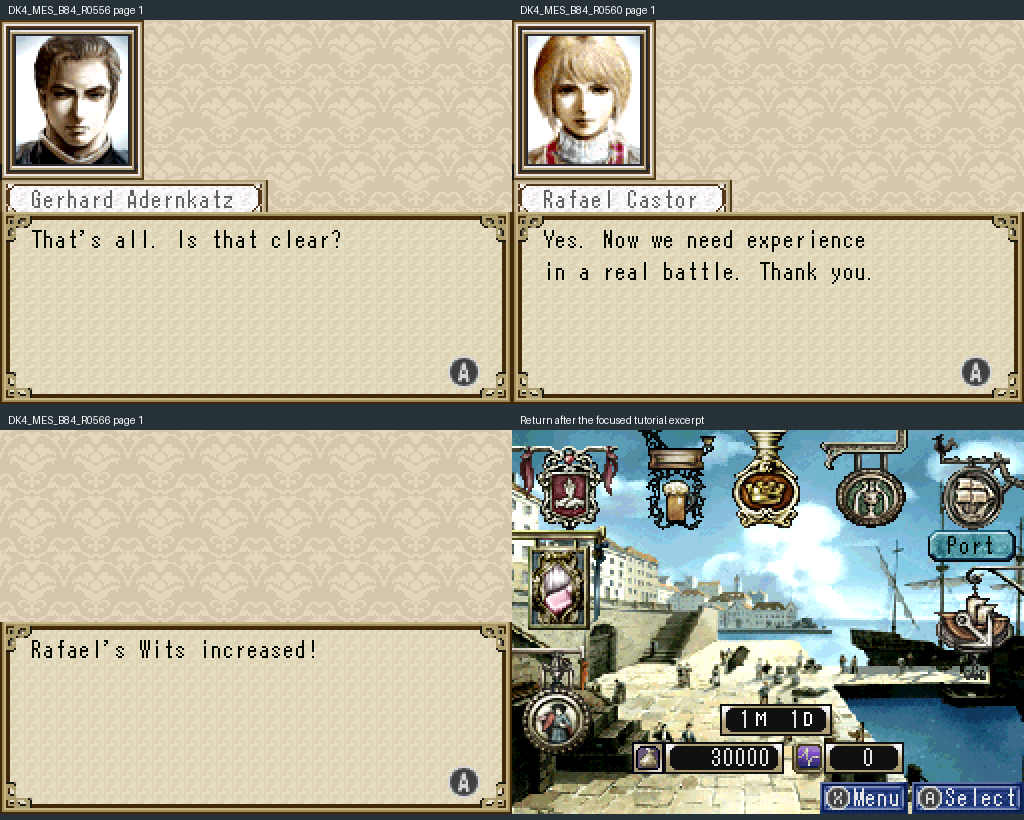 DK4_MES_B84_R0556 page 1
Gerhard Adernkatz
That's all. Is that clear?
A
DK4_MES_B84_R0560 page 1
Rafael Castor
Yes. Now we need experience
in a real battle. Thank you.
A
DK4_MES_B84_R0566 page 1
Rafael's Wits increased!
A
Return after the focused tutorial excerpt
Port
1M 1D
30000
0
X Menu
A Select